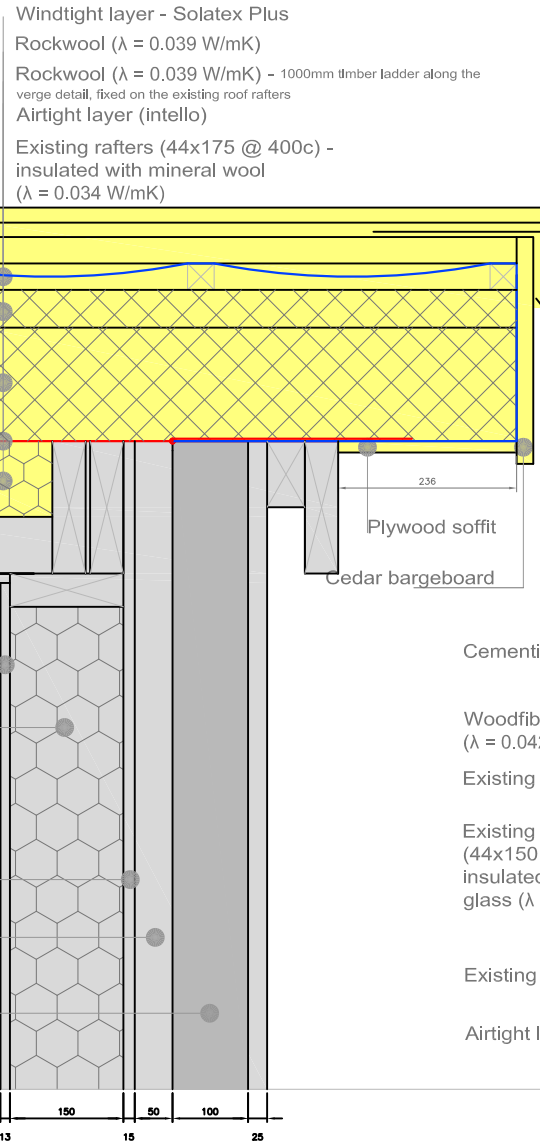 Windtight layer - Solatex Plus
Rockwool (λ = 0.039 W/mK)
Rockwool (λ = 0.039 W/mK) - 1000mm timber ladder along the
verge detail, fixed on the existing roof rafters
Airtight layer (intello)
Existing rafters (44x175 @ 400c) -
insulated with mineral wool
(λ = 0.034 W/mK)
236
Plywood soffit
Cedar bargeboard
Cementi
Woodfib
(λ = 0.042
Existing
Existing
(44x150
insulated
glass (λ
Existing
Airtight l
150 50 100
13 15 25